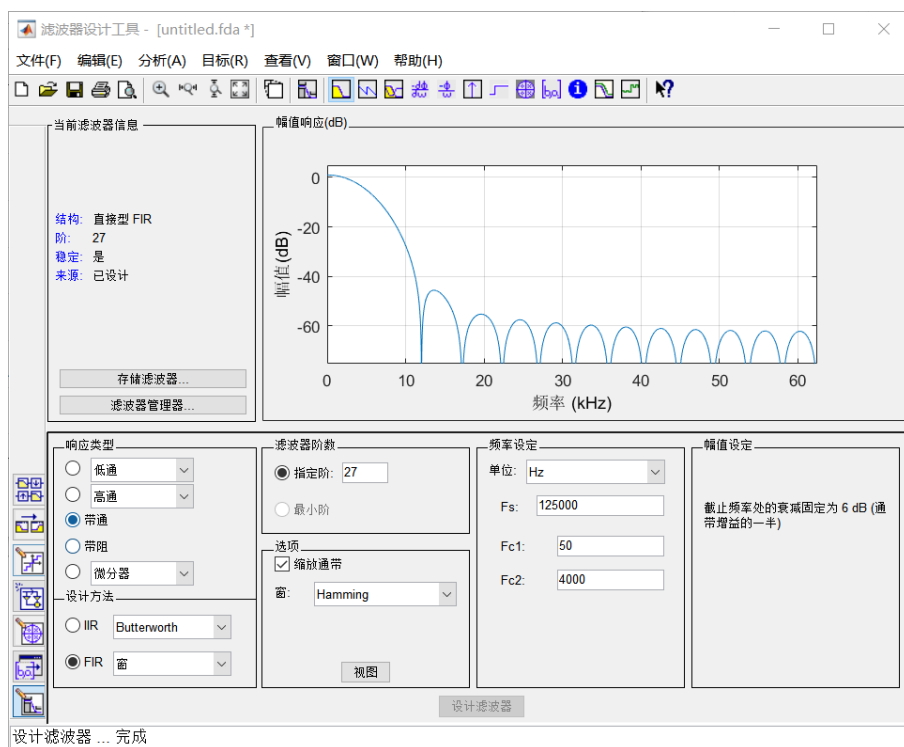 滤波器设计工具 - [untitled.fda *]
文件(F) 编辑(E) 分析(A) 目标(R) 查看(V) 窗口(W) 帮助(H)
当前滤波器信息
结构: 直接型 FIR
阶: 27
稳定: 是
来源: 已设计
存储滤波器...
滤波器管理器...
幅值响应(dB)
幅值 (dB)
0
-20
-40
-60
0 10 20 30 40 50 60
频率 (kHz)
响应类型
低通
高通
带通
带阻
微分器
设计方法
IIR Butterworth
FIR 窗
滤波器阶数
指定阶: 27
最小阶
选项
缩放通带
窗: Hamming
视图
频率设定
单位: Hz
Fs: 125000
Fc1: 50
Fc2: 4000
幅值设定
截止频率处的衰减固定为 6 dB (通
带增益的一半)
设计滤波器
设计滤波器 ... 完成